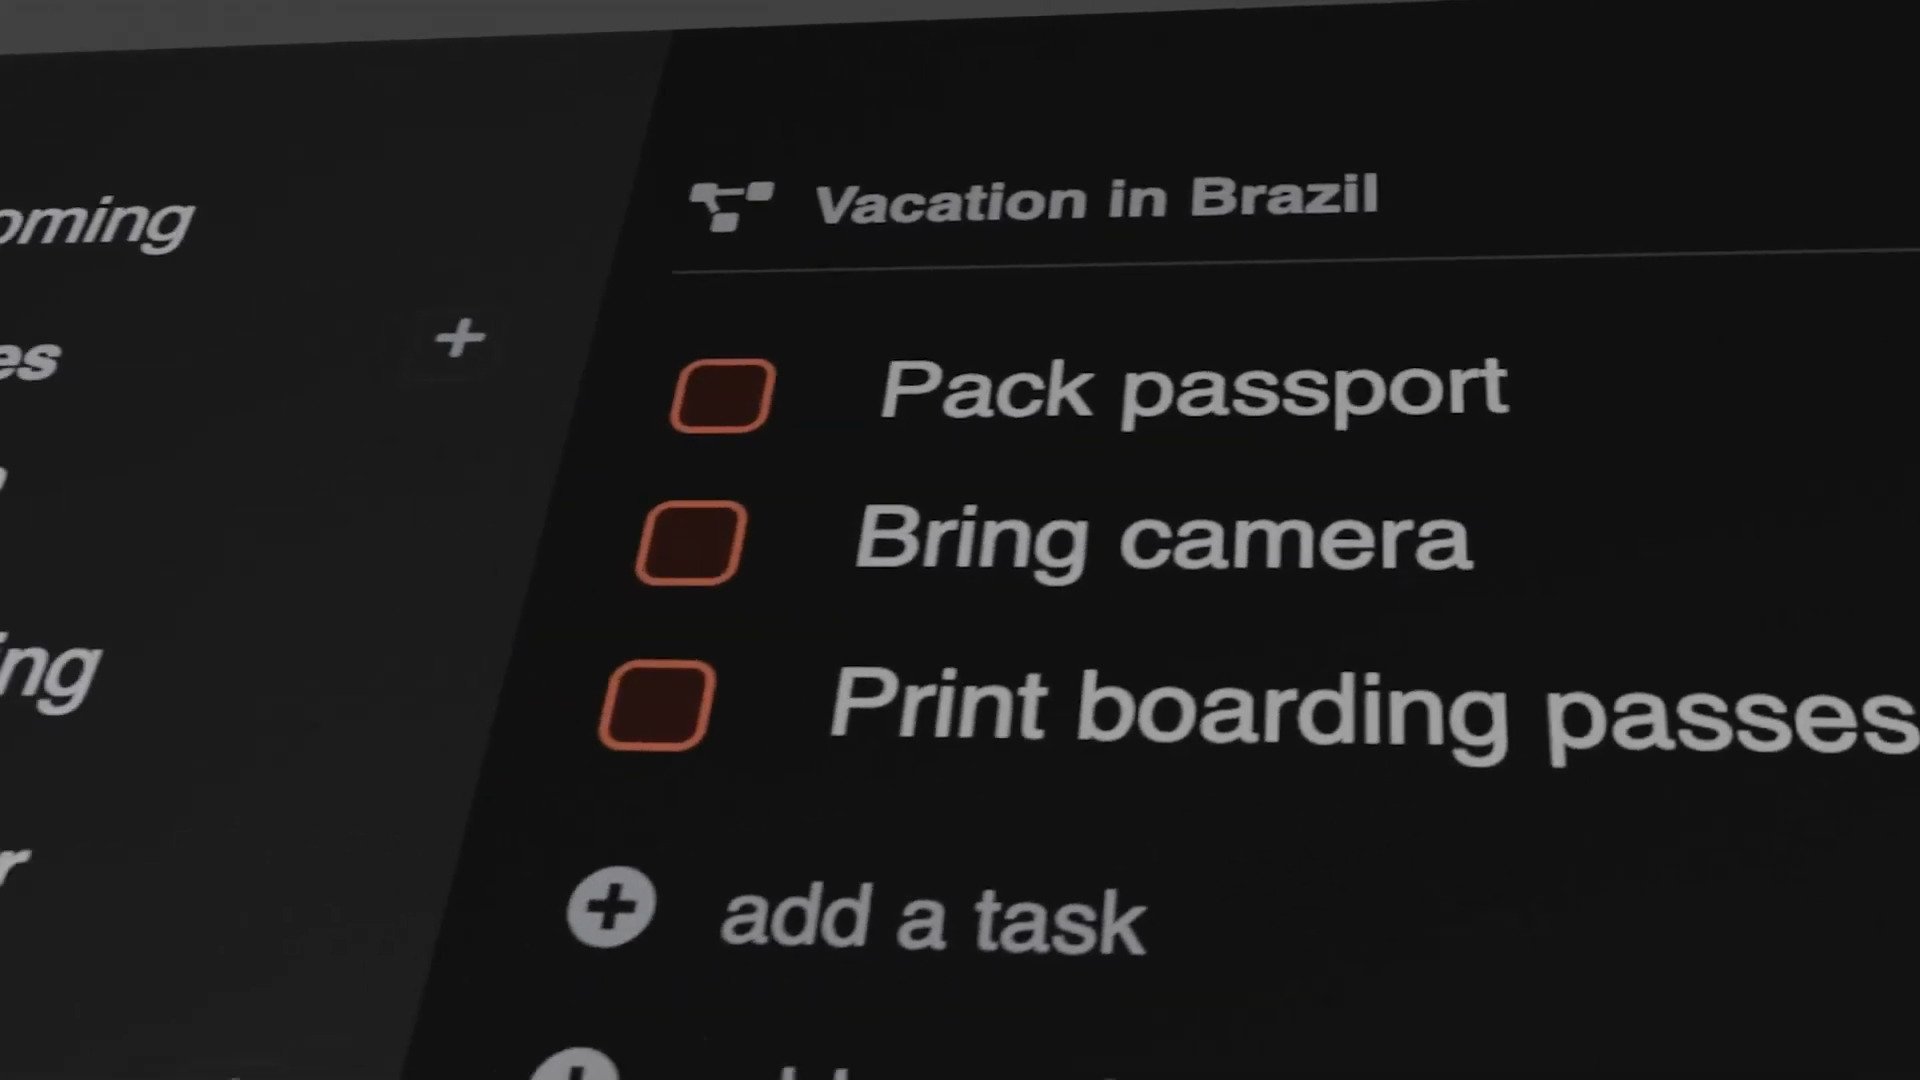 Vacation in Brazil
Pack passport
Bring camera
Print boarding passes
add a task